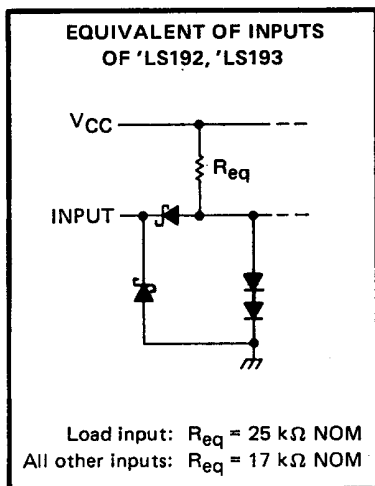 EQUIVALENT OF INPUTS
OF 'LS192, 'LS193
VCC
Req
INPUT
Load input: Req = 25 kΩ NOM
All other inputs: Req = 17 kΩ NOM